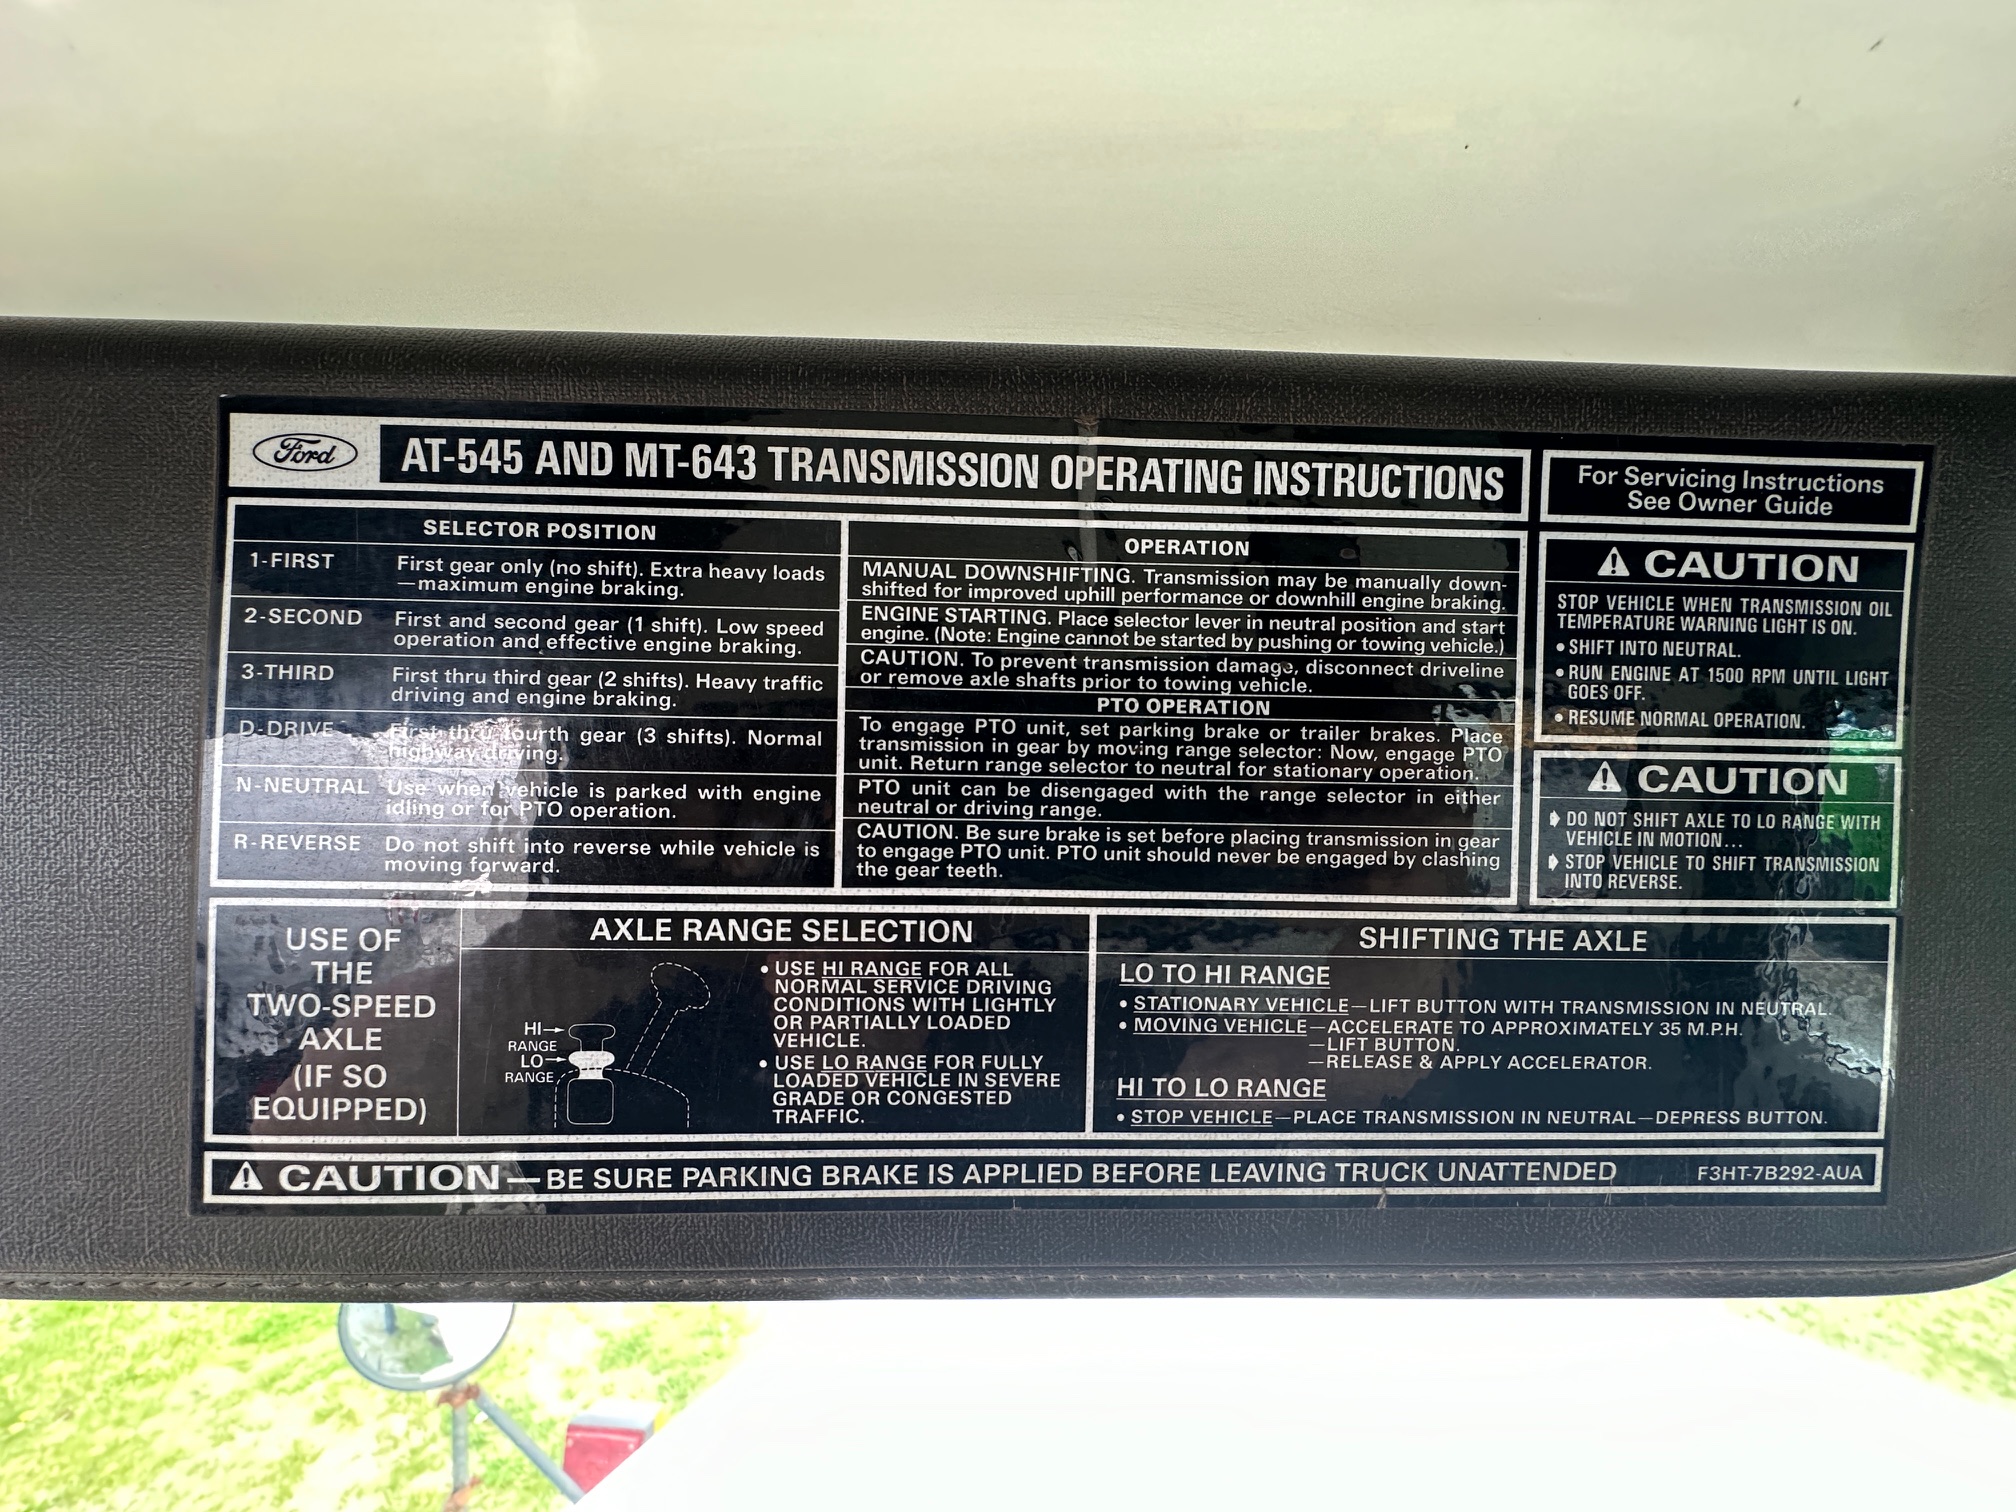 Ford
AT-545 AND MT-643 TRANSMISSION OPERATING INSTRUCTIONS
For Servicing Instructions
See Owner Guide
SELECTOR POSITION
1-FIRST First gear only (no shift). Extra heavy loads
—maximum engine braking.
2-SECOND First and second gear (1 shift). Low speed
operation and effective engine braking.
3-THIRD First thru third gear (2 shifts). Heavy traffic
driving and engine braking.
D-DRIVE First thru fourth gear (3 shifts). Normal
highway driving.
N-NEUTRAL Use when vehicle is parked with engine
idling or for PTO operation.
R-REVERSE Do not shift into reverse while vehicle is
moving forward.
OPERATION
MANUAL DOWNSHIFTING. Transmission may be manually down-
shifted for improved uphill performance or downhill engine braking.
ENGINE STARTING. Place selector lever in neutral position and start
engine. (Note: Engine cannot be started by pushing or towing vehicle.)
CAUTION. To prevent transmission damage, disconnect driveline
or remove axle shafts prior to towing vehicle.
PTO OPERATION
To engage PTO unit, set parking brake or trailer brakes. Place
transmission in gear by moving range selector: Now, engage PTO
unit. Return range selector to neutral for stationary operation.
PTO unit can be disengaged with the range selector in either
neutral or driving range.
CAUTION. Be sure brake is set before placing transmission in gear
to engage PTO unit. PTO unit should never be engaged by clashing
the gear teeth.
CAUTION
STOP VEHICLE WHEN TRANSMISSION OIL
TEMPERATURE WARNING LIGHT IS ON.
• SHIFT INTO NEUTRAL.
• RUN ENGINE AT 1500 RPM UNTIL LIGHT
GOES OFF.
• RESUME NORMAL OPERATION.
CAUTION
DO NOT SHIFT AXLE TO LO RANGE WITH
VEHICLE IN MOTION...
STOP VEHICLE TO SHIFT TRANSMISSION
INTO REVERSE.
USE OF
THE
TWO-SPEED
AXLE
(IF SO
EQUIPPED)
AXLE RANGE SELECTION
HI
RANGE
LO
RANGE
• USE HI RANGE FOR ALL
NORMAL SERVICE DRIVING
CONDITIONS WITH LIGHTLY
OR PARTIALLY LOADED
VEHICLE.
• USE LO RANGE FOR FULLY
LOADED VEHICLE IN SEVERE
GRADE OR CONGESTED
TRAFFIC.
SHIFTING THE AXLE
LO TO HI RANGE
• STATIONARY VEHICLE—LIFT BUTTON WITH TRANSMISSION IN NEUTRAL.
• MOVING VEHICLE—ACCELERATE TO APPROXIMATELY 35 M.P.H.
—LIFT BUTTON.
—RELEASE & APPLY ACCELERATOR.
HI TO LO RANGE
• STOP VEHICLE—PLACE TRANSMISSION IN NEUTRAL—DEPRESS BUTTON.
CAUTION—BE SURE PARKING BRAKE IS APPLIED BEFORE LEAVING TRUCK UNATTENDED F3HT-7B292-AUA